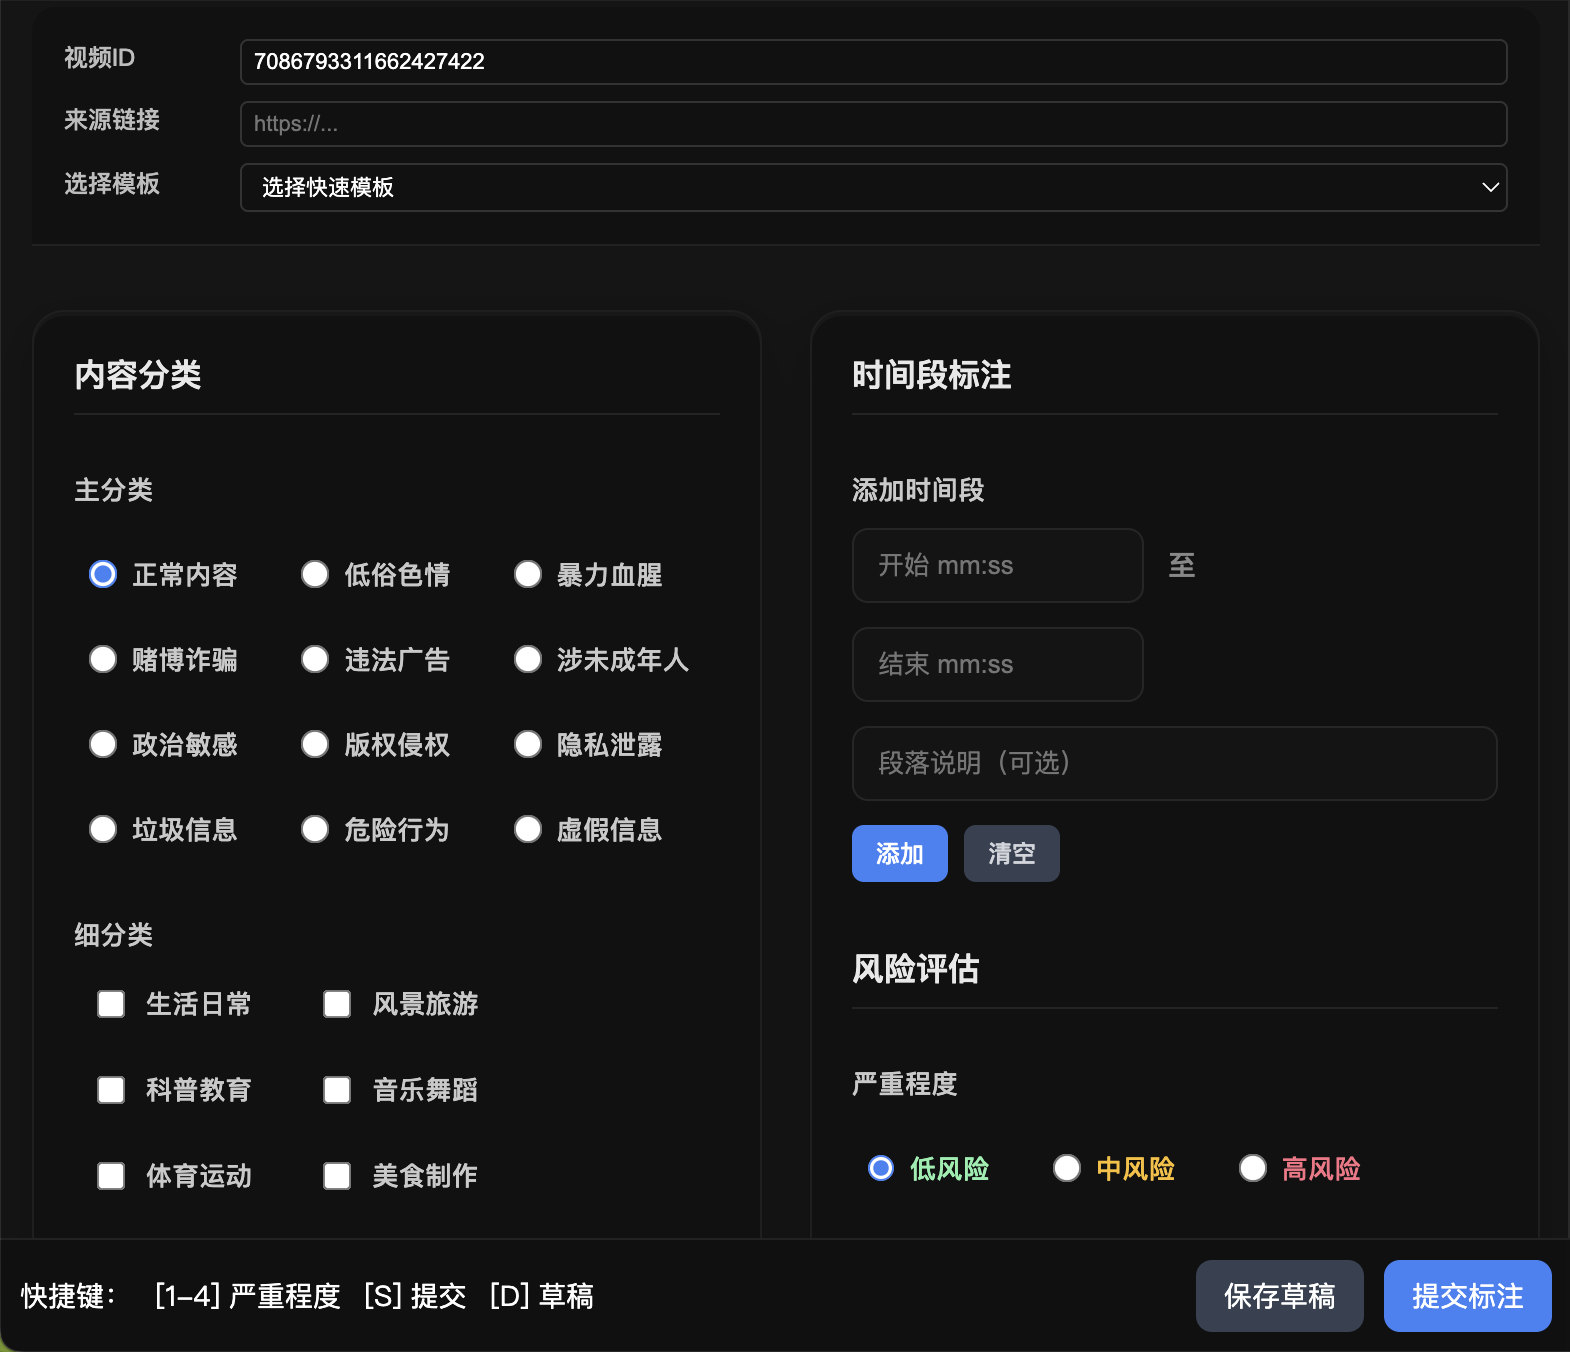 视频ID
7086793311662427422
来源链接
https://...
选择模板
选择快速模板
内容分类
主分类
正常内容 低俗色情 暴力血腥
赌博诈骗 违法广告 涉未成年人
政治敏感 版权侵权 隐私泄露
垃圾信息 危险行为 虚假信息
细分类
生活日常 风景旅游
科普教育 音乐舞蹈
体育运动 美食制作
时间段标注
添加时间段
开始 mm:ss 至
结束 mm:ss
段落说明（可选）
添加 清空
风险评估
严重程度
低风险 中风险 高风险
快捷键： [1–4] 严重程度 [S] 提交 [D] 草稿
保存草稿 提交标注